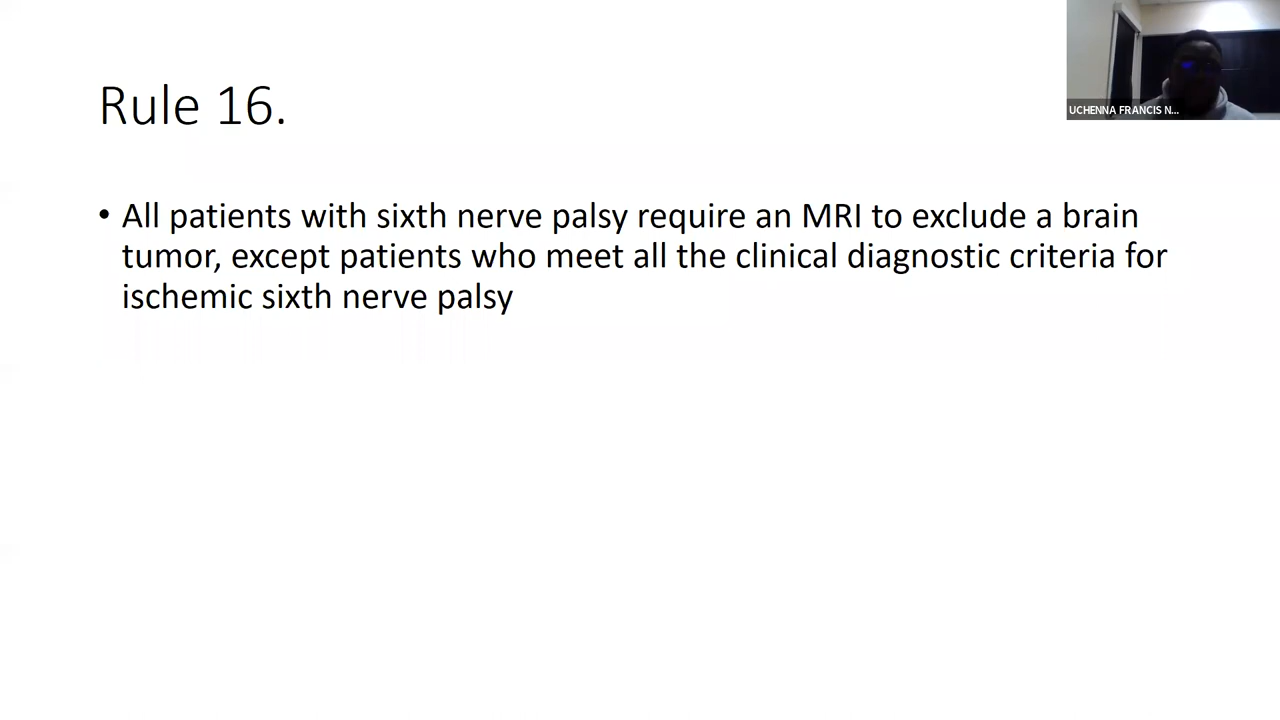 Rule 16.
• All patients with sixth nerve palsy require an MRI to exclude a brain
tumor, except patients who meet all the clinical diagnostic criteria for
ischemic sixth nerve palsy
UCHENNA FRANCIS N...